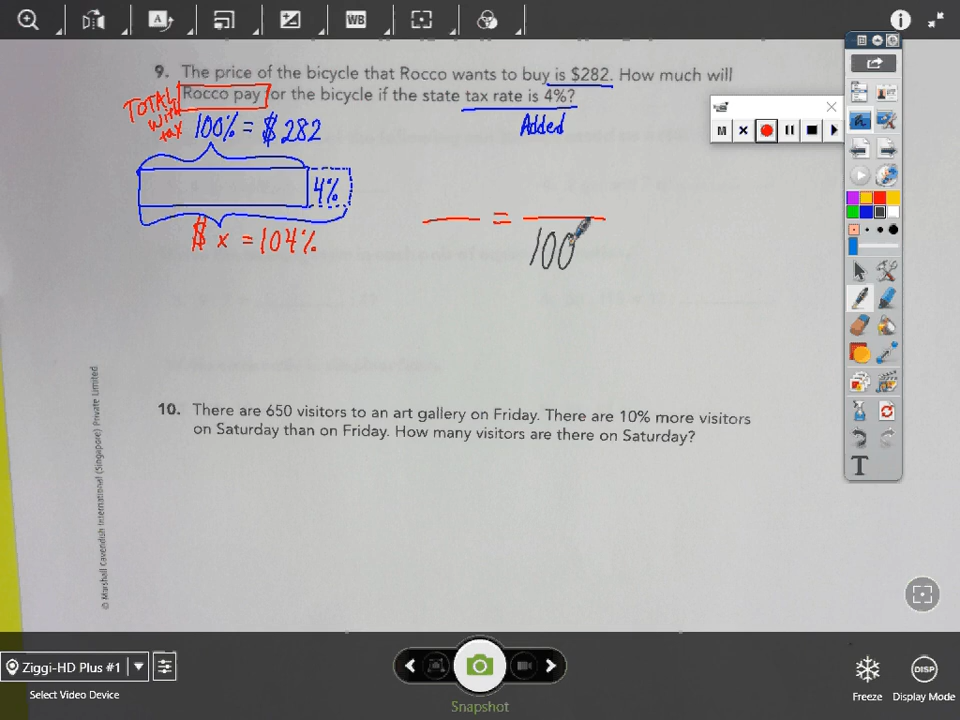 WB
9. The price of the bicycle that Rocco wants to buy is $282. How much will
Rocco pay for the bicycle if the state tax rate is 4%?
TOTAL
with
tax
100% = $282
Added
4%
$ x = 104%
=
100
M
10. There are 650 visitors to an art gallery on Friday. There are 10% more visitors
on Saturday than on Friday. How many visitors are there on Saturday?
© Marshall Cavendish International (Singapore) Private Limited
T
Ziggi-HD Plus #1
Select Video Device
Snapshot
Freeze
DISP
Display Mode